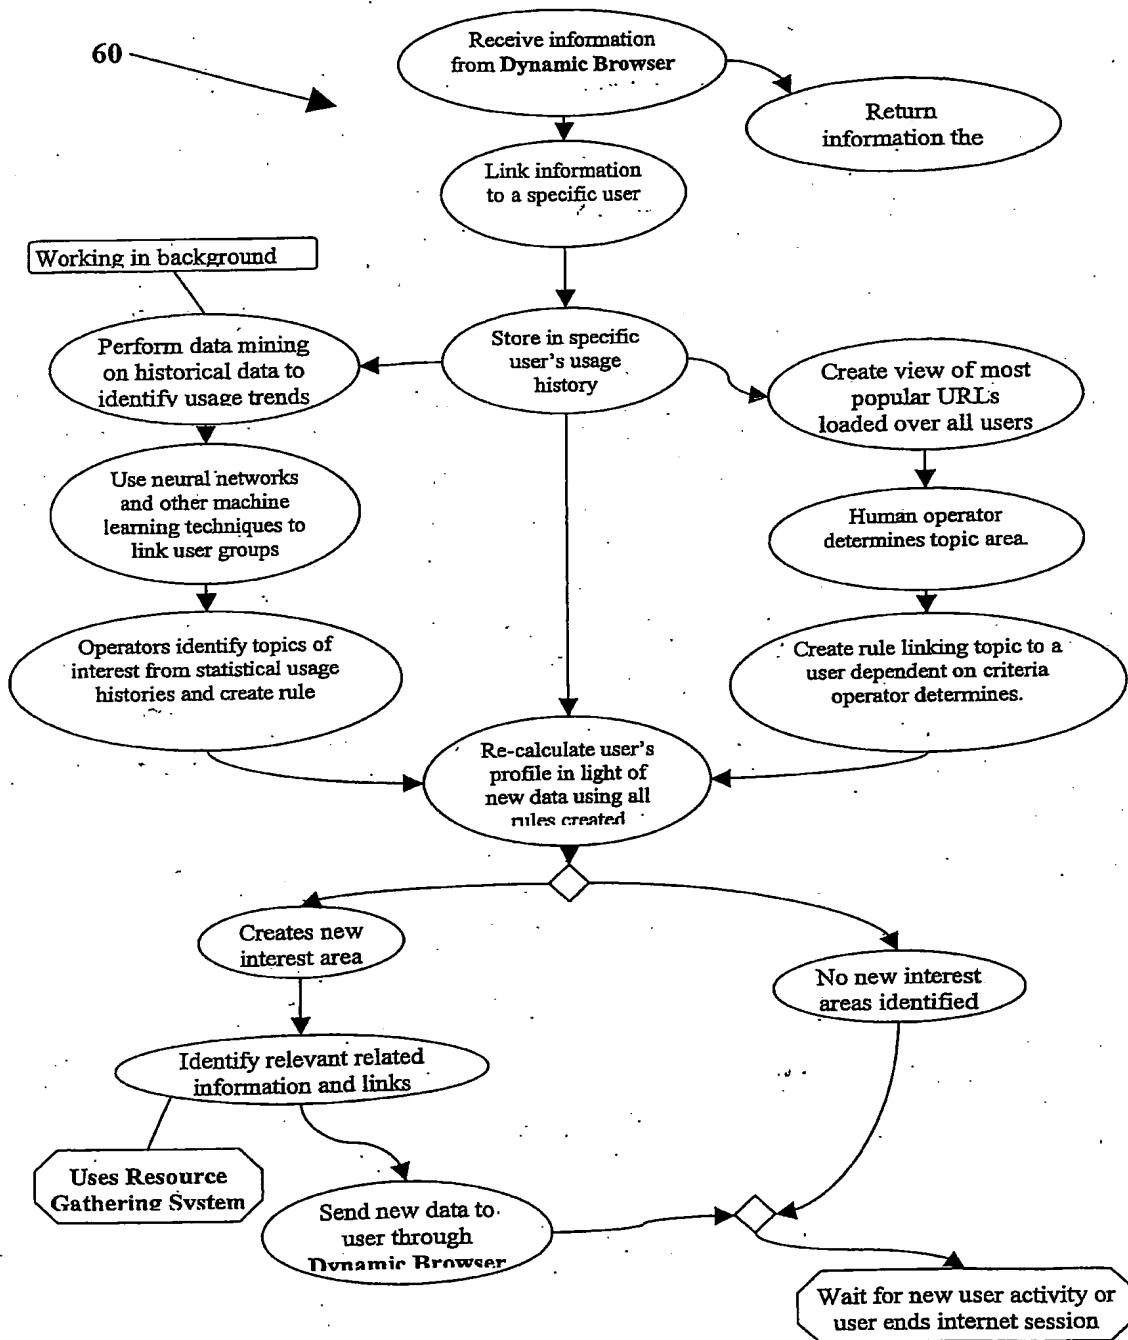 60
Receive information
from Dynamic Browser
Return
information the
Link information
to a specific user
Working in background
Perform data mining
on historical data to
identify usage trends
Store in specific
user's usage
history
Create view of most
popular URLs
loaded over all users
Use neural networks
and other machine
learning techniques to
link user groups
Human operator
determines topic area.
Operators identify topics of
interest from statistical usage
histories and create rule
Create rule linking topic to a
user dependent on criteria
operator determines.
Re-calculate user's
profile in light of
new data using all
rules created
Creates new
interest area
No new interest
areas identified
Identify relevant related
information and links
Uses Resource
Gathering System
Send new data to
user through
Dynamic Browser
Wait for new user activity or
user ends internet session